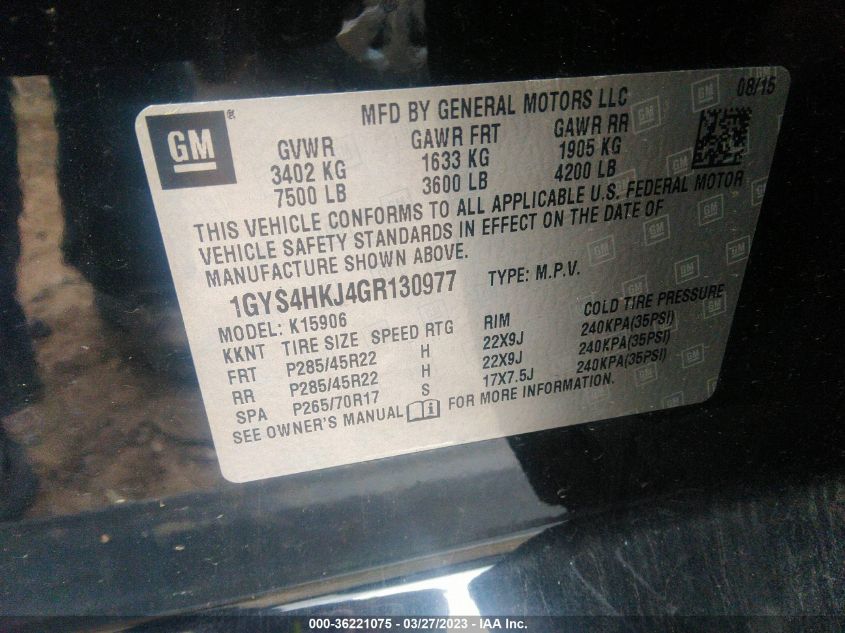 08/15
MFD BY GENERAL MOTORS LLC
GM
®
GVWR GAWR FRT GAWR RR
3402 KG 1633 KG 1905 KG
7500 LB 3600 LB 4200 LB
THIS VEHICLE CONFORMS TO ALL APPLICABLE U.S. FEDERAL MOTOR
VEHICLE SAFETY STANDARDS IN EFFECT ON THE DATE OF
MANUFACTURE SHOWN ABOVE.
1GYS4HKJ4GR130977 TYPE: M.P.V.
MODEL: K15906
KKNT TIRE SIZE SPEED RTG RIM COLD TIRE PRESSURE
FRT P285/45R22 H 22X9J 240KPA(35PSI)
RR P285/45R22 H 22X9J 240KPA(35PSI)
SPA P265/70R17 S 17X7.5J 240KPA(35PSI)
SEE OWNER'S MANUAL FOR MORE INFORMATION.
000-36221075 — 03/27/2023 — IAA Inc.